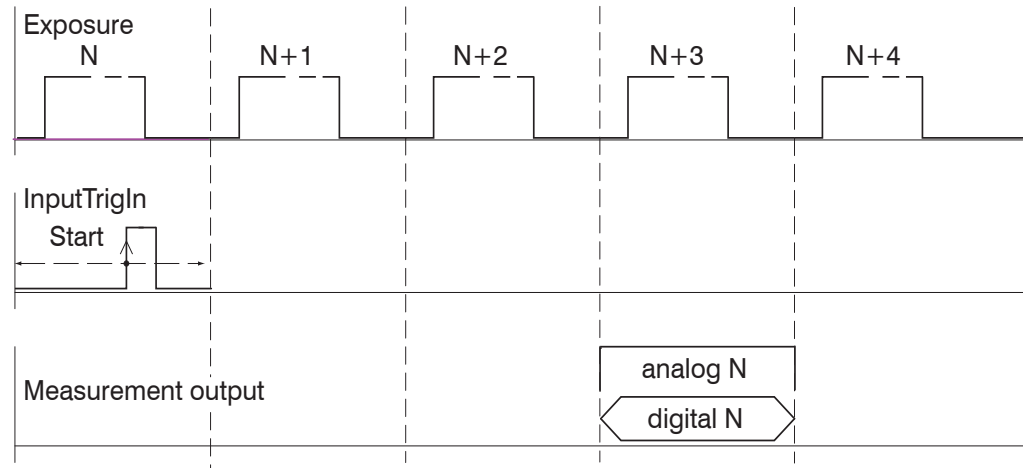 Exposure
N N+1 N+2 N+3 N+4
InputTrigIn
Start
analog N
Measurement output
digital N